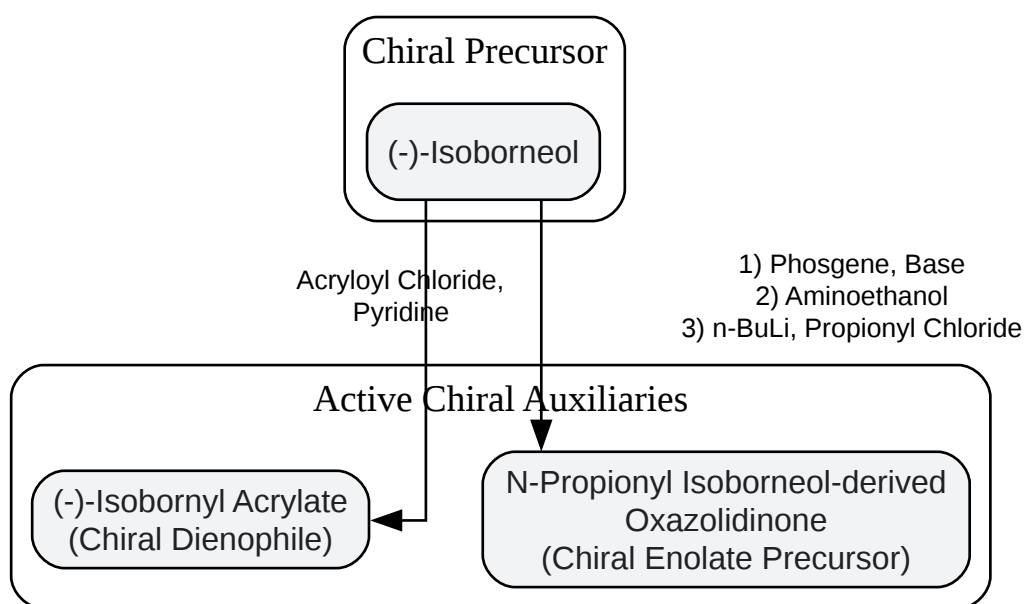 Chiral Precursor
(-)-Isoborneol
Acryloyl Chloride,
Pyridine
1) Phosgene, Base
2) Aminoethanol
3) n-BuLi, Propionyl Chloride
Active Chiral Auxiliaries
(-)-Isobornyl Acrylate
(Chiral Dienophile)
N-Propionyl Isoborneol-derived
Oxazolidinone
(Chiral Enolate Precursor)